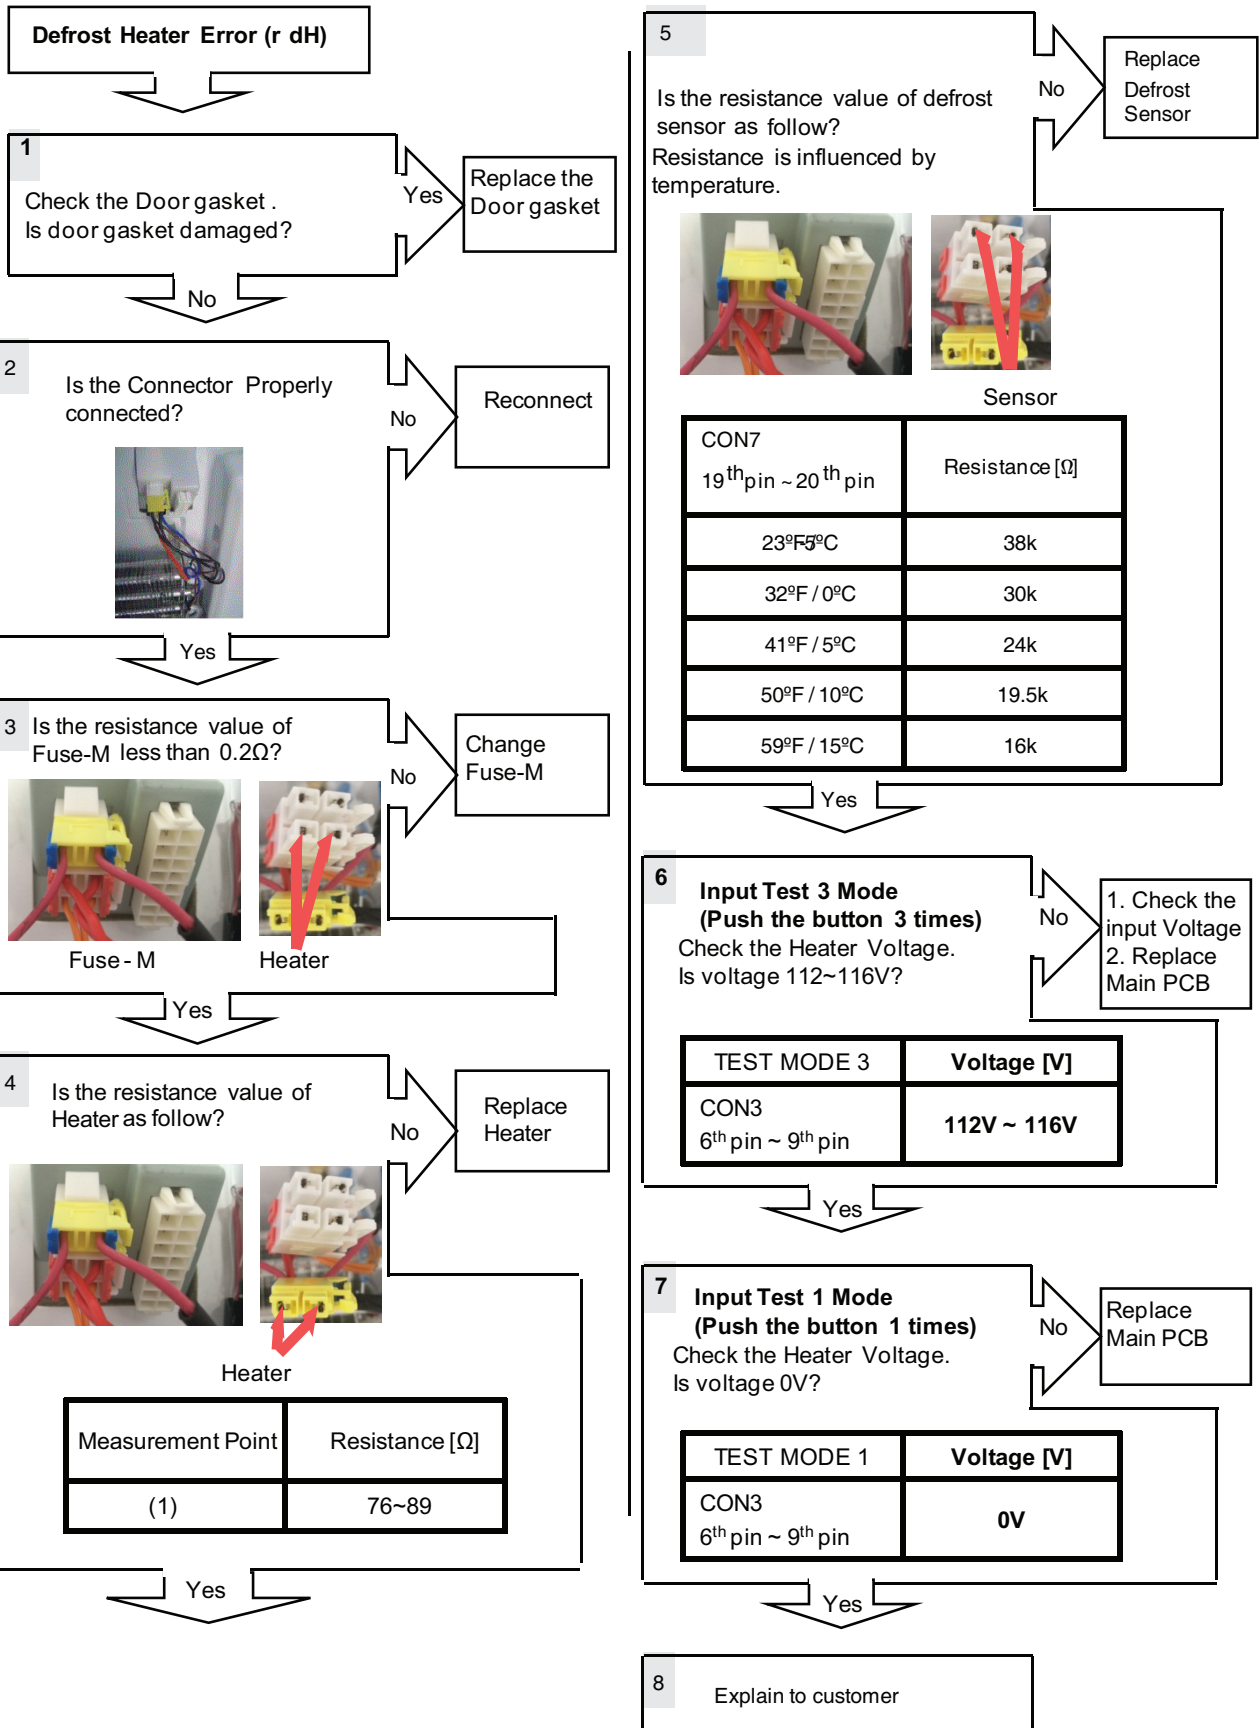 Defrost Heater Error (r dH)
1
Check the Door gasket .
Is door gasket damaged?
Yes
Replace the
Door gasket
No
2
Is the Connector Properly
connected?
No
Reconnect
Yes
3
Is the resistance value of
Fuse-M less than 0.2Ω?
No
Change
Fuse-M
Fuse - M
Heater
Yes
4
Is the resistance value of
Heater as follow?
No
Replace
Heater
Heater
Measurement Point
Resistance [Ω]
(1)
76~89
Yes
5
Is the resistance value of defrost
sensor as follow?
Resistance is influenced by
temperature.
No
Replace
Defrost
Sensor
Sensor
CON7
19th pin ~ 20th pin
Resistance [Ω]
23ºF/-5ºC
38k
32ºF / 0ºC
30k
41ºF / 5ºC
24k
50ºF / 10ºC
19.5k
59ºF / 15ºC
16k
Yes
6
Input Test 3 Mode
(Push the button 3 times)
Check the Heater Voltage.
Is voltage 112~116V?
No
1. Check the
input Voltage
2. Replace
Main PCB
TEST MODE 3
Voltage [V]
CON3
6th pin ~ 9th pin
112V ~ 116V
Yes
7
Input Test 1 Mode
(Push the button 1 times)
Check the Heater Voltage.
Is voltage 0V?
No
Replace
Main PCB
TEST MODE 1
Voltage [V]
CON3
6th pin ~ 9th pin
0V
Yes
8
Explain to customer